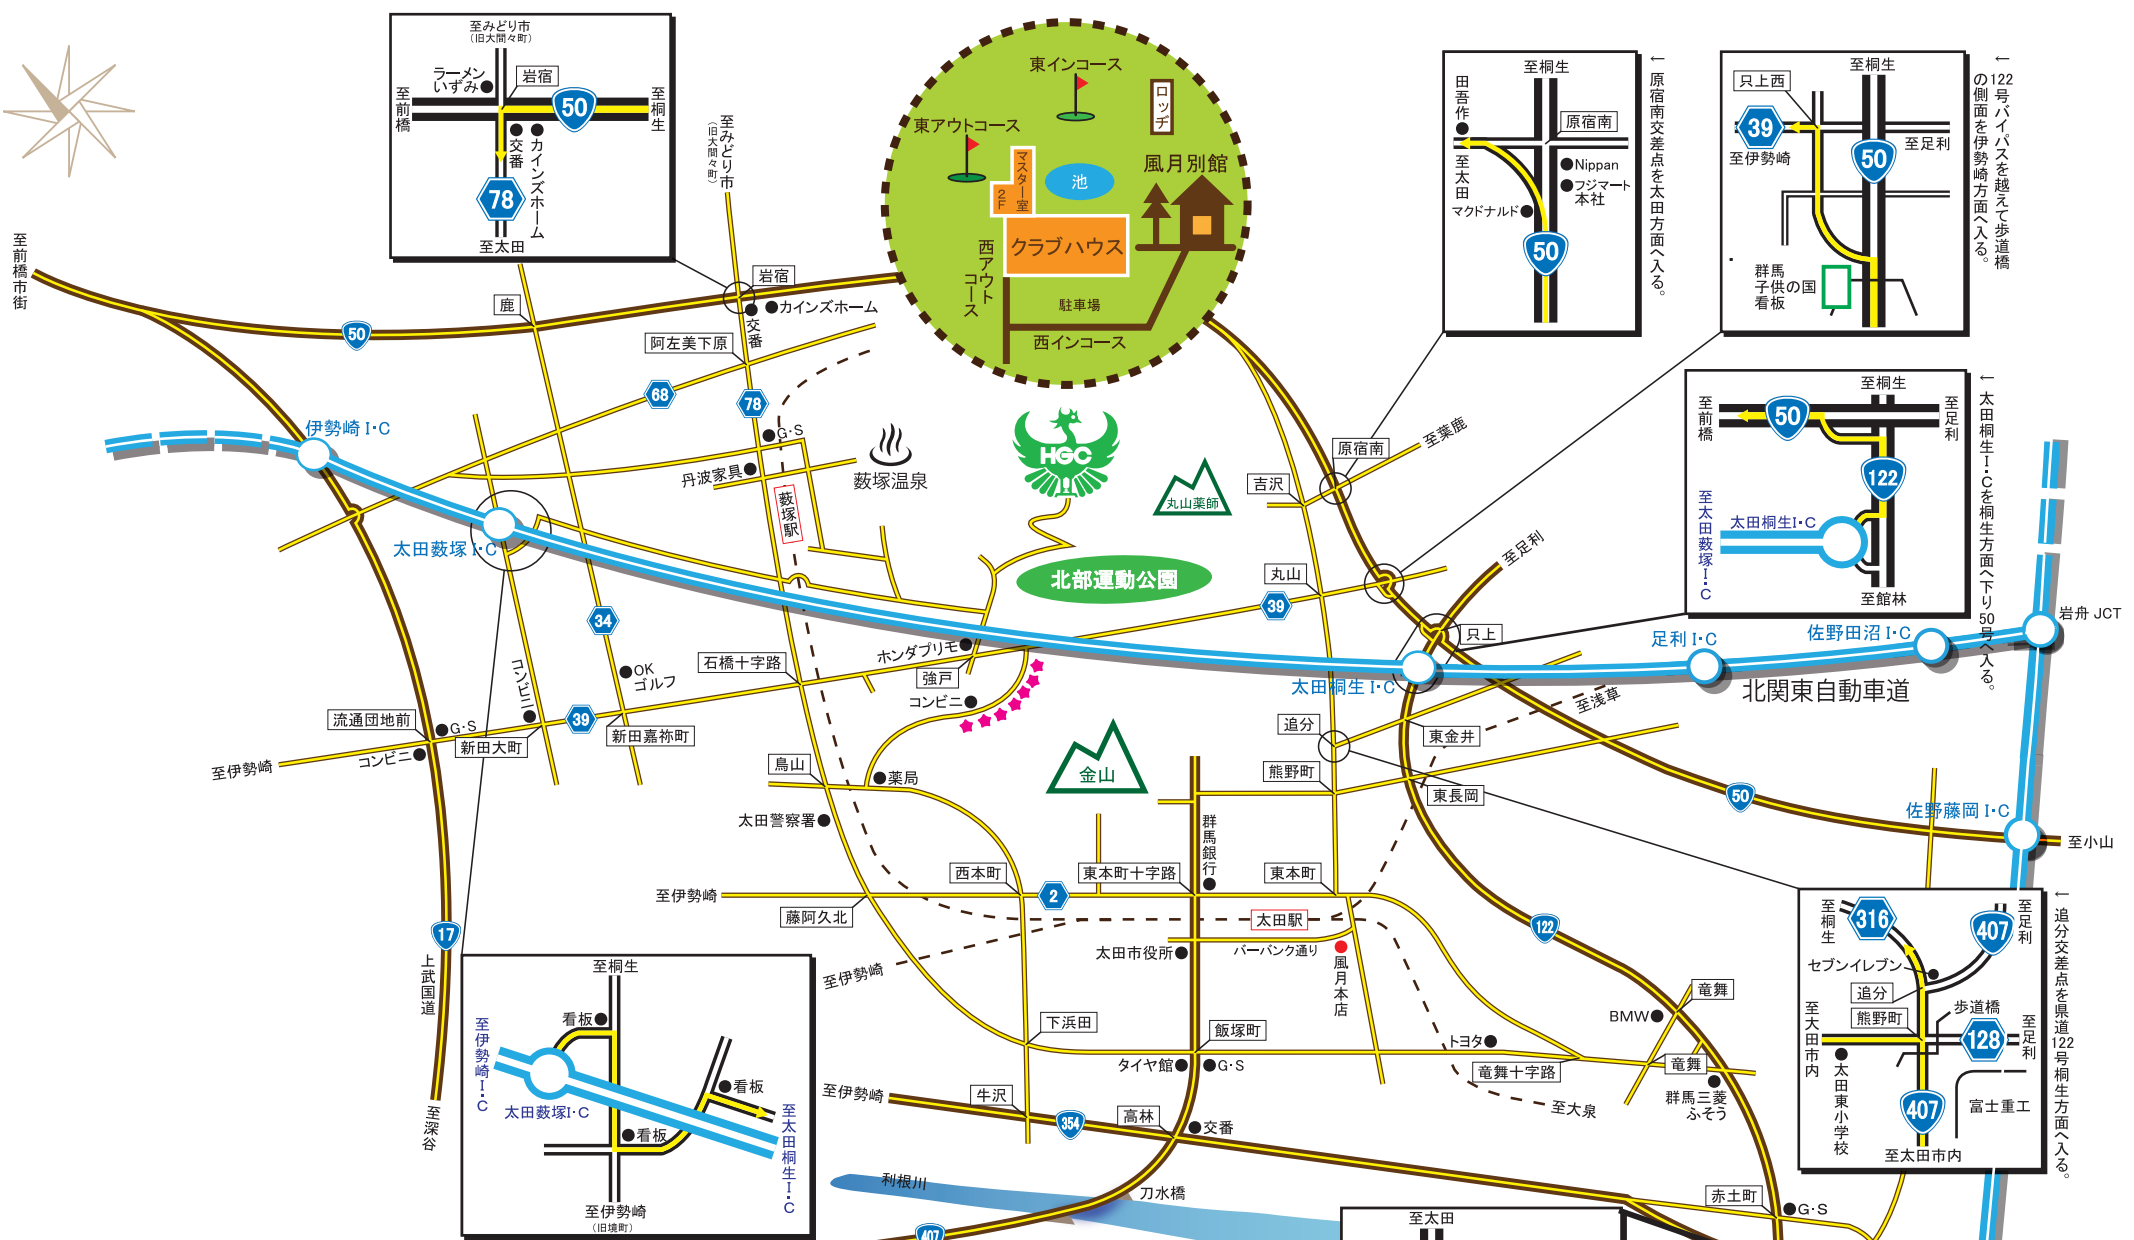 至みどり市
（旧大間々町）
ラーメン
いずみ
岩宿
至前橋
50
至桐生
交番
カインズホーム
78
至太田
東インコース
ロッヂ
東アウトコース
マスター室
2F
池
風月別館
クラブハウス
西アウトコース
駐車場
西インコース
至桐生
田吾作
原宿南
至太田
Nippan
フジマート
本社
マクドナルド
50
←原宿南交差点を太田方面へ入る。
至桐生
只上西
39
至伊勢崎
50
至足利
群馬
子供の国
看板
←122号バイパスを越えて歩道橋
の側面を伊勢崎方面へ入る。
至みどり市
（旧大間々町）
至前橋市街
50
鹿
岩宿
カインズホーム
交番
阿左美下原
68
78
G・S
丹波家具
藪塚温泉
藪塚駅
HGC
丸山薬師
北部運動公園
伊勢崎 I・C
太田藪塚 I・C
原宿南
至葉鹿
吉沢
丸山
39
至足利
只上
至桐生
至前橋
50
至足利
122
至太田藪塚I・C
太田桐生I・C
至館林
←太田桐生I・Cを桐生方面へ下り50号へ入る。
岩舟 JCT
佐野田沼 I・C
足利 I・C
太田桐生 I・C
北関東自動車道
至浅草
34
OK
ゴルフ
コンビニ
石橋十字路
ホンダプリモ
強戸
コンビニ
流通団地前
G・S
コンビニ
新田大町
39
新田嘉祢町
至伊勢崎
鳥山
薬局
金山
太田警察署
追分
東金井
熊野町
東長岡
50
佐野藤岡 I・C
至小山
群馬銀行
西本町
東本町十字路
東本町
至伊勢崎
2
藤阿久北
太田駅
太田市役所
バーバンク通り
風月本店
122
17
上武国道
至深谷
至伊勢崎
下浜田
飯塚町
タイヤ館
G・S
トヨタ
竜舞十字路
BMW
竜舞
竜舞
群馬三菱
ふそう
至大泉
至伊勢崎
牛沢
354
高林
交番
利根川
刀水橋
407
赤土町
G・S
至太田
至桐生
看板
至伊勢崎I・C
太田藪塚I・C
看板
看板
至太田桐生I・C
至伊勢崎
（旧境町）
至桐生
316
407
至足利
セブンイレブン
追分
歩道橋
熊野町
至大田市内
128
至足利
太田東小学校
407
富士重工
至太田市内
←追分交差点を県道122号桐生方面へ入る。